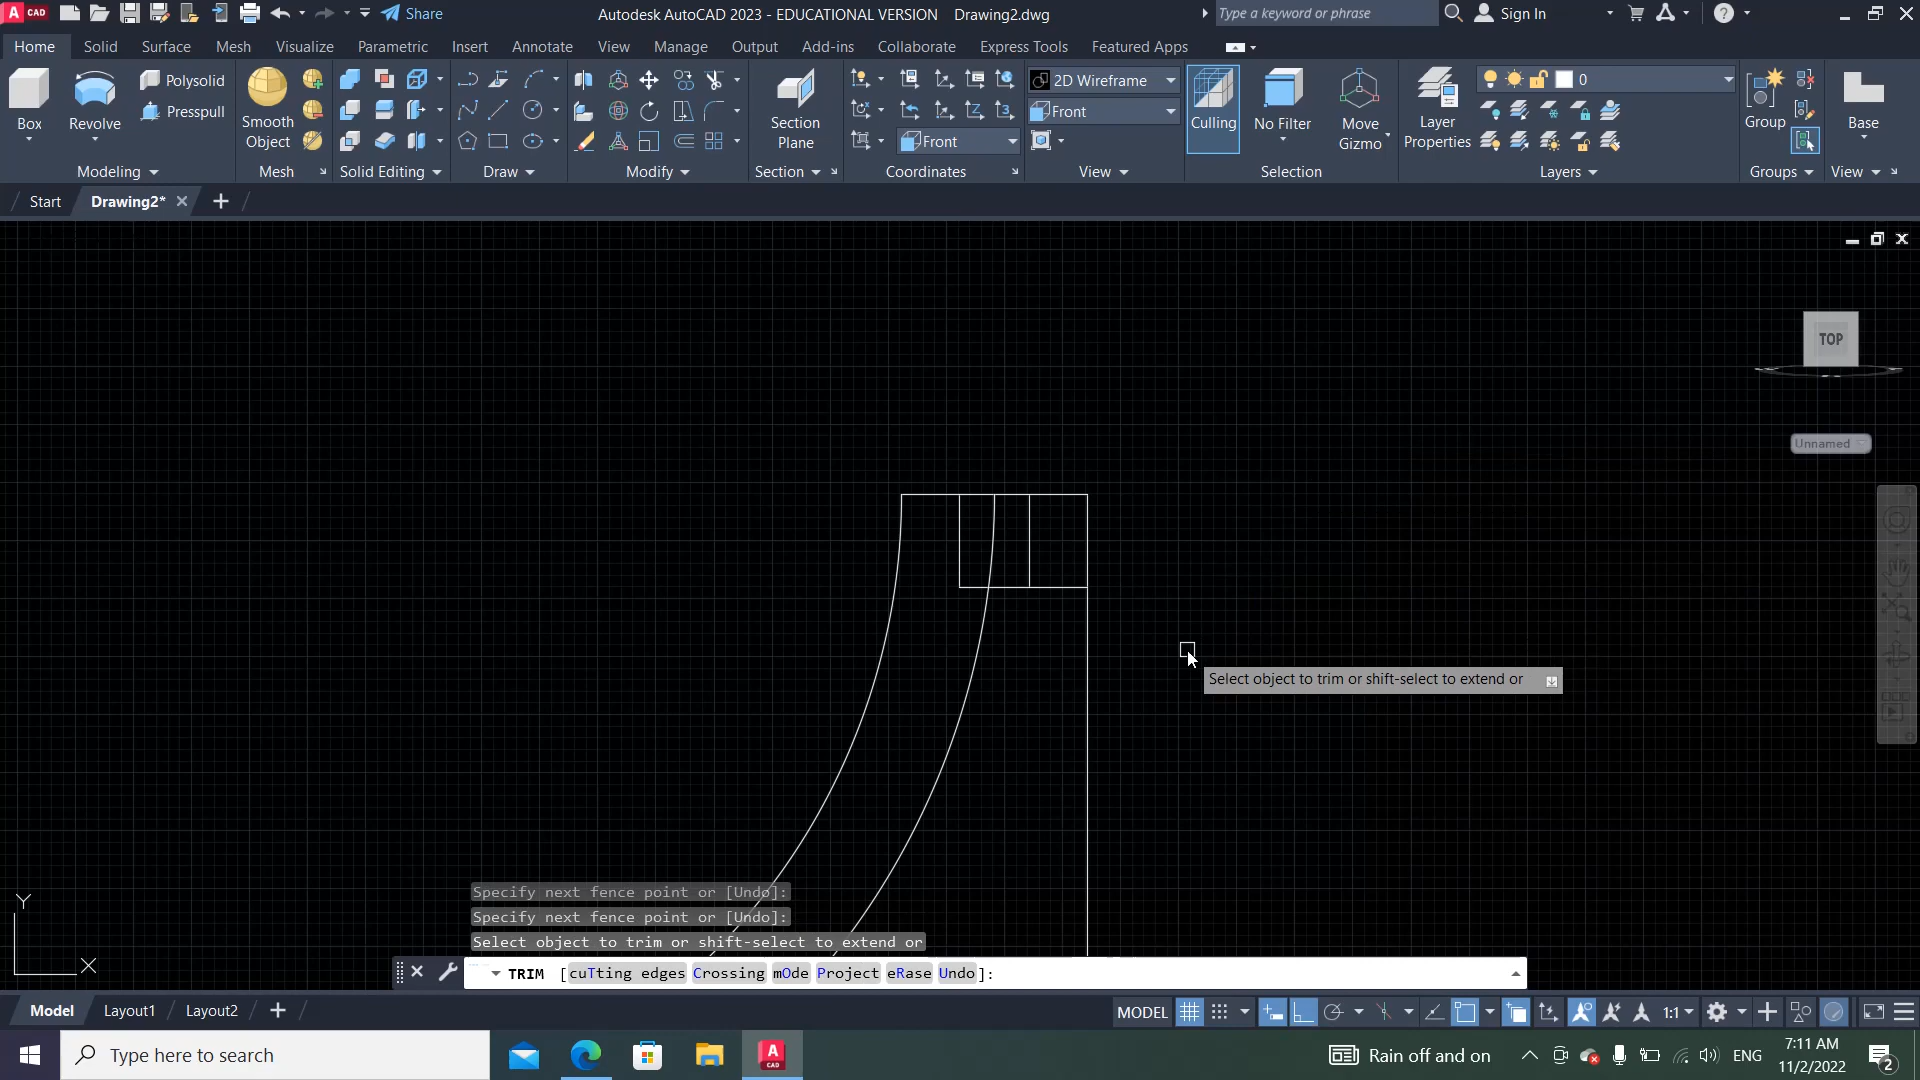 A CAD Share Autodesk AutoCAD 2023 - EDUCATIONAL VERSION Drawing2.dwg Type a keyword or phrase Sign In
Home Solid Surface Mesh Visualize Parametric Insert Annotate View Manage Output Add-ins Collaborate Express Tools Featured Apps
Box Revolve Polysolid Presspull
Smooth Object
Section Plane
Front
2D Wireframe
Front
Culling No Filter Move Gizmo
Layer Properties 0
Group Base
Modeling Mesh Solid Editing Draw Modify Section Coordinates View Selection Layers Groups View
Start Drawing2* +
TOP
Unnamed
Select object to trim or shift-select to extend or
Specify next fence point or [Undo]:
Specify next fence point or [Undo]:
Select object to trim or shift-select to extend or
Y
X
TRIM [cuTting edges Crossing mOde Project eRase Undo]:
Model Layout1 Layout2 + MODEL 1:1
Type here to search Rain off and on ENG 7:11 AM
11/2/2022 2